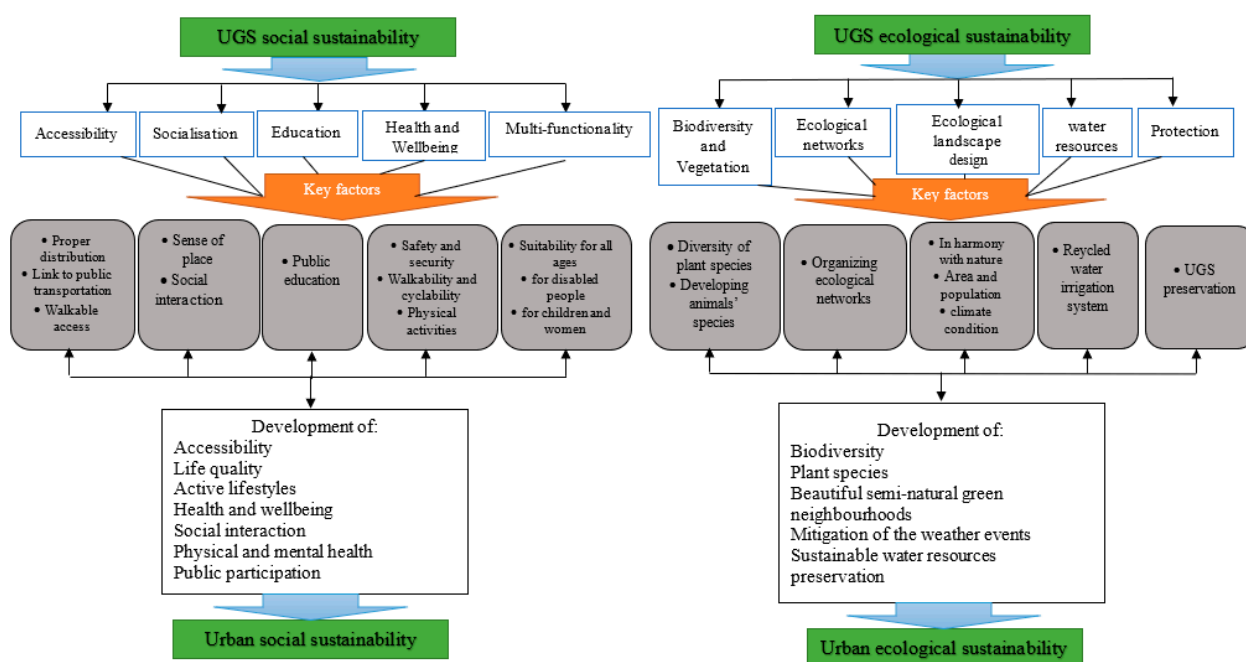 UGS social sustainability
Accessibility
Socialisation
Education
Health and
Wellbeing
Multi-functionality
Key factors
• Proper
distribution
• Link to public
transportation
• Walkable
access
• Sense of
place
• Social
interaction
• Public
education
• Safety and
security
• Walkability and
cyclability
• Physical
activities
• Suitability for all
ages
• for disabled
people
• for children and
women
Development of:
Accessibility
Life quality
Active lifestyles
Health and wellbeing
Social interaction
Physical and mental health
Public participation
Urban social sustainability
UGS ecological sustainability
Biodiversity
and
Vegetation
Ecological
networks
Ecological
landscape
design
water
resources
Protection
Key factors
• Diversity of
plant species
• Developing
animals’
species
• Organizing
ecological
networks
• In harmony
with nature
• Area and
population
• climate
condition
• Reycled
water
irrigation
system
• UGS
preservation
Development of:
Biodiversity
Plant species
Beautiful semi-natural green
neighbourhoods
Mitigation of the weather events
Sustainable water resources
preservation
Urban ecological sustainability